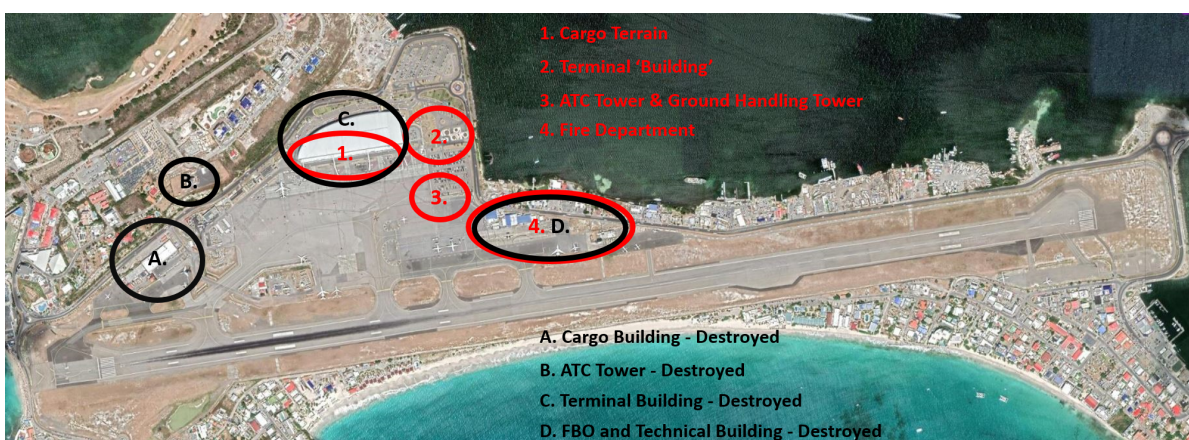 1. Cargo Terrain
2. Terminal ‘Building’
3. ATC Tower & Ground Handling Tower
4. Fire Department
C.
1.
2.
B.
3.
4. D.
A.
A. Cargo Building - Destroyed
B. ATC Tower - Destroyed
C. Terminal Building - Destroyed
D. FBO and Technical Building - Destroyed